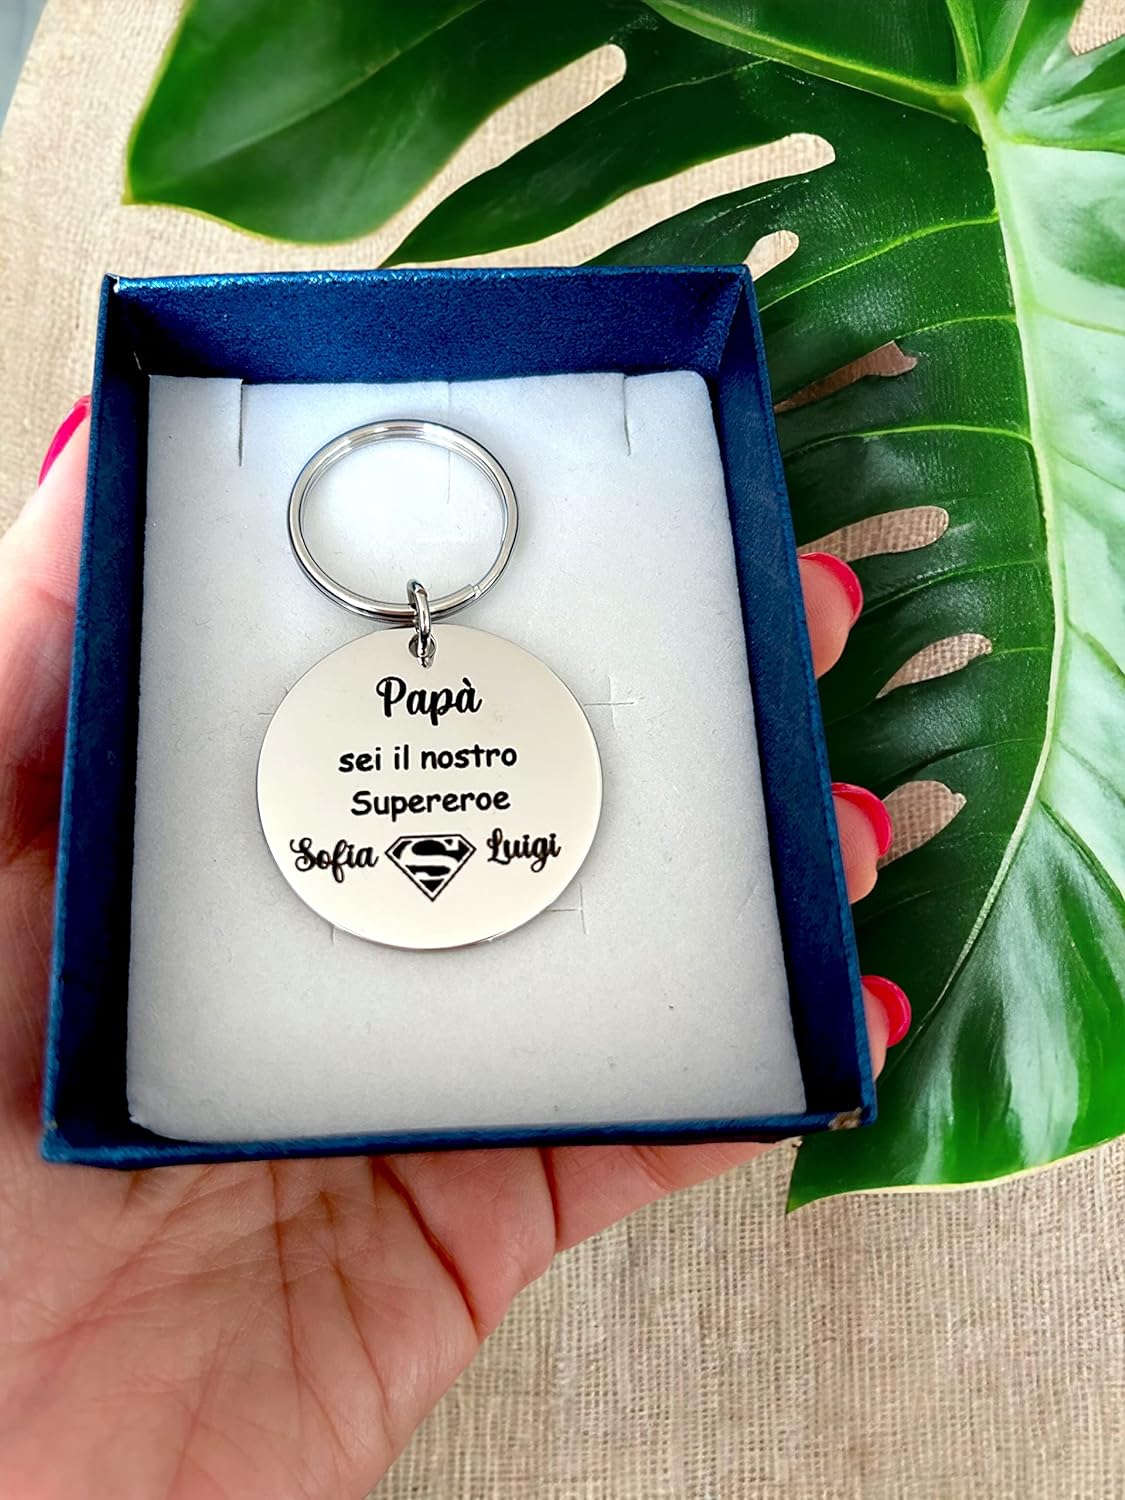 Papà
sei il nostro
Supereroe
Sofia S Luigi